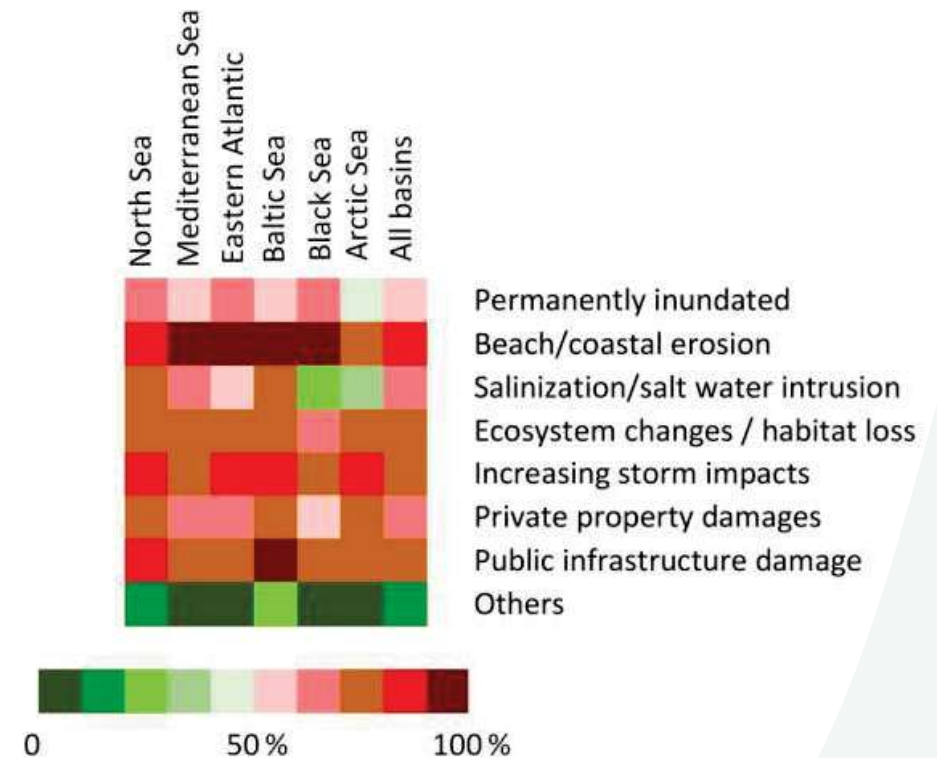 North Sea
Mediterranean Sea
Eastern Atlantic
Baltic Sea
Black Sea
Arctic Sea
All basins
Permanently inundated
Beach/coastal erosion
Salinization/salt water intrusion
Ecosystem changes / habitat loss
Increasing storm impacts
Private property damages
Public infrastructure damage
Others
0 50 % 100 %